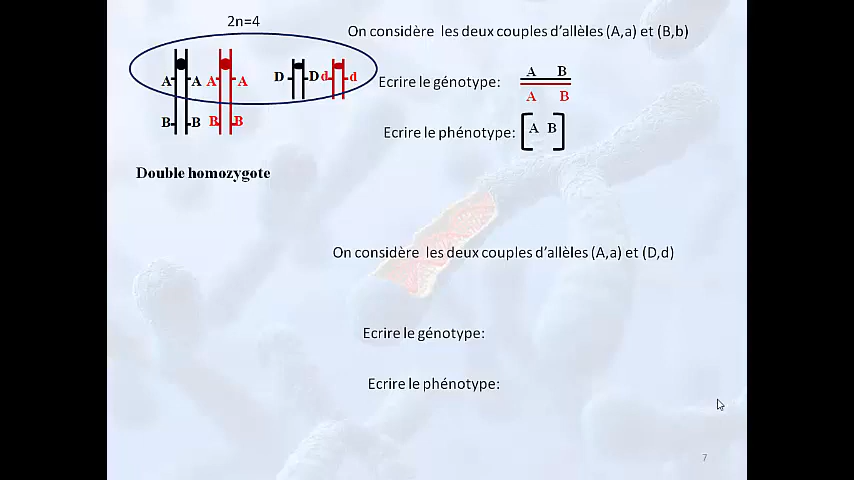 2n=4
On considère les deux couples d'allèles (A,a) et (B,b)
A A A A D D d d
Ecrire le génotype:
A B
A B
B B B B
Ecrire le phénotype:
[A B]
Double homozygote
On considère les deux couples d'allèles (A,a) et (D,d)
Ecrire le génotype:
Ecrire le phénotype:
7